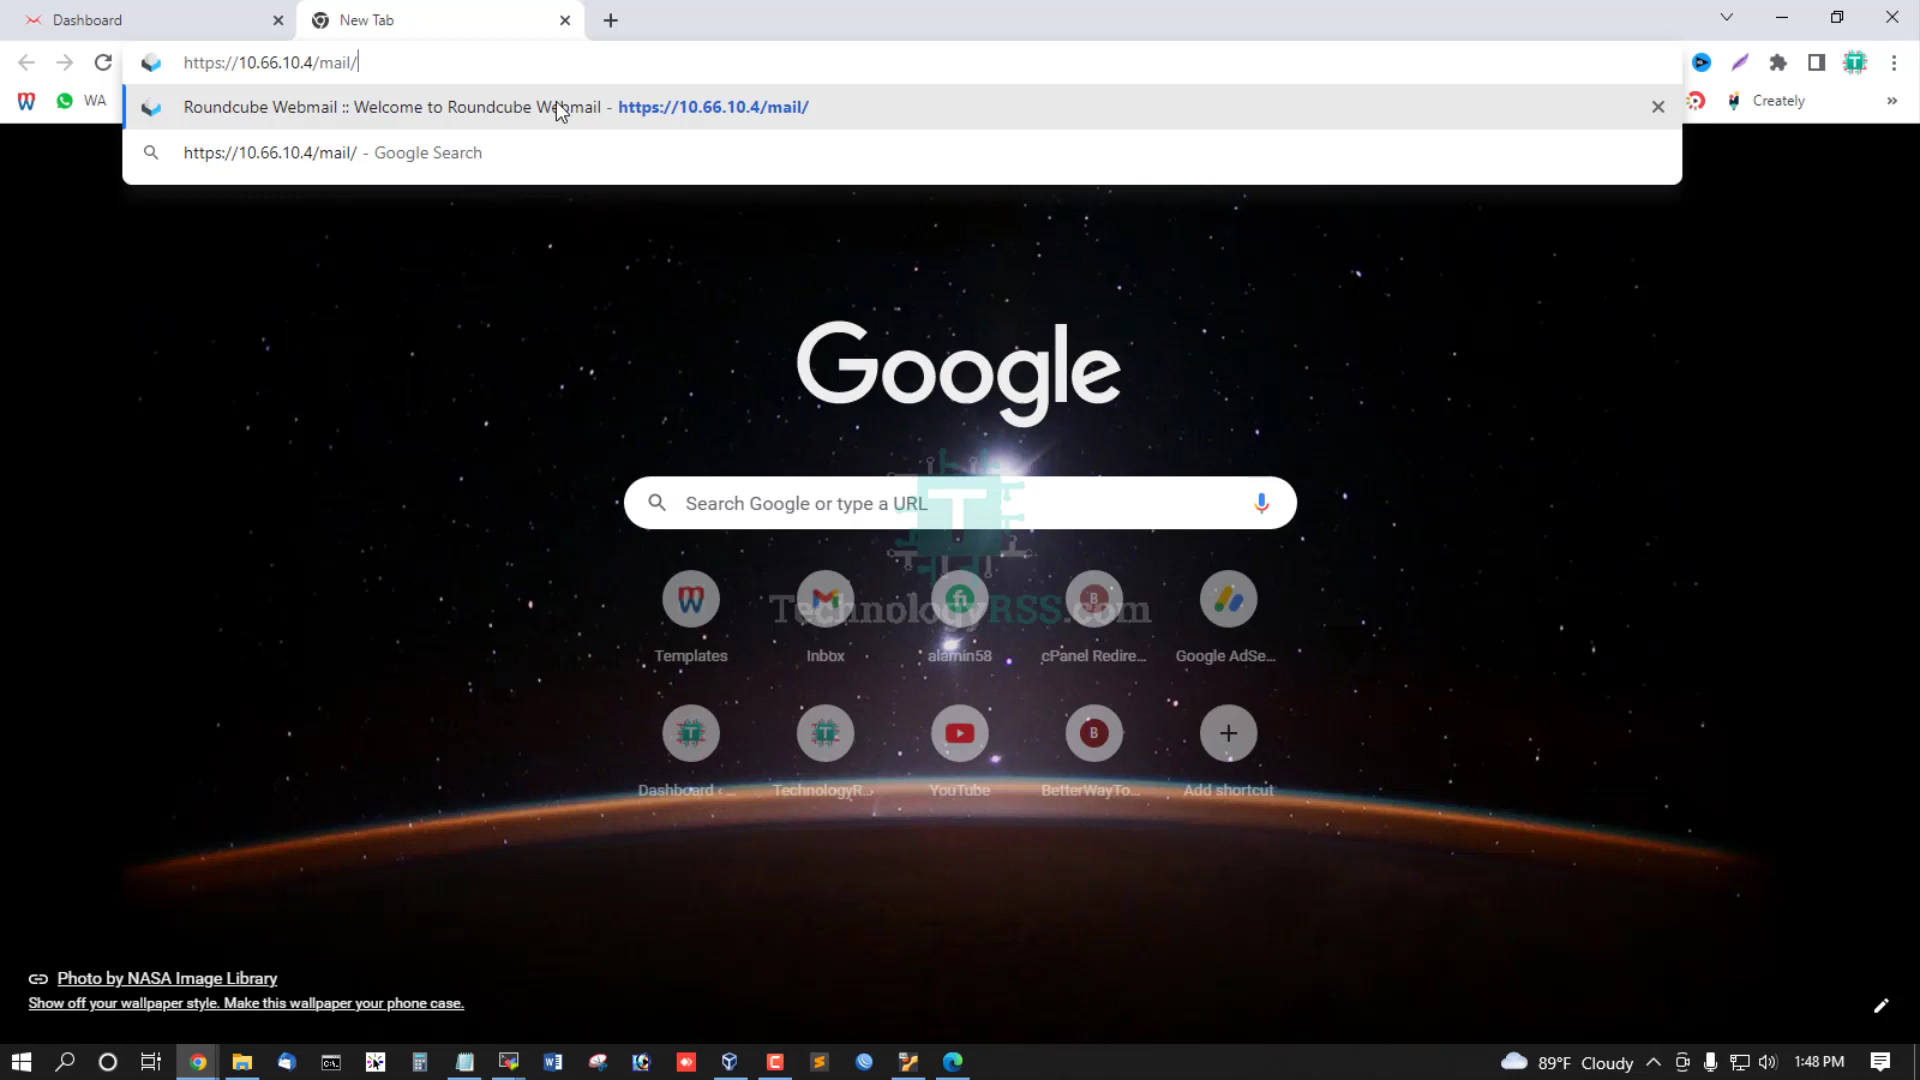 Dashboard
New Tab
https://10.66.10.4/mail/
WA
Roundcube Webmail :: Welcome to Roundcube Webmail - https://10.66.10.4/mail/
Creately
https://10.66.10.4/mail/ - Google Search
Google
Search Google or type a URL
T
TechnologyRSS.com
Templates
Inbox
alamin58
cPanel Redire...
Google AdSe...
Dashboard ‹ ...
TechnologyR...
YouTube
BetterWayTo...
Add shortcut
Photo by NASA Image Library
Show off your wallpaper style. Make this wallpaper your phone case.
89°F Cloudy
1:48 PM